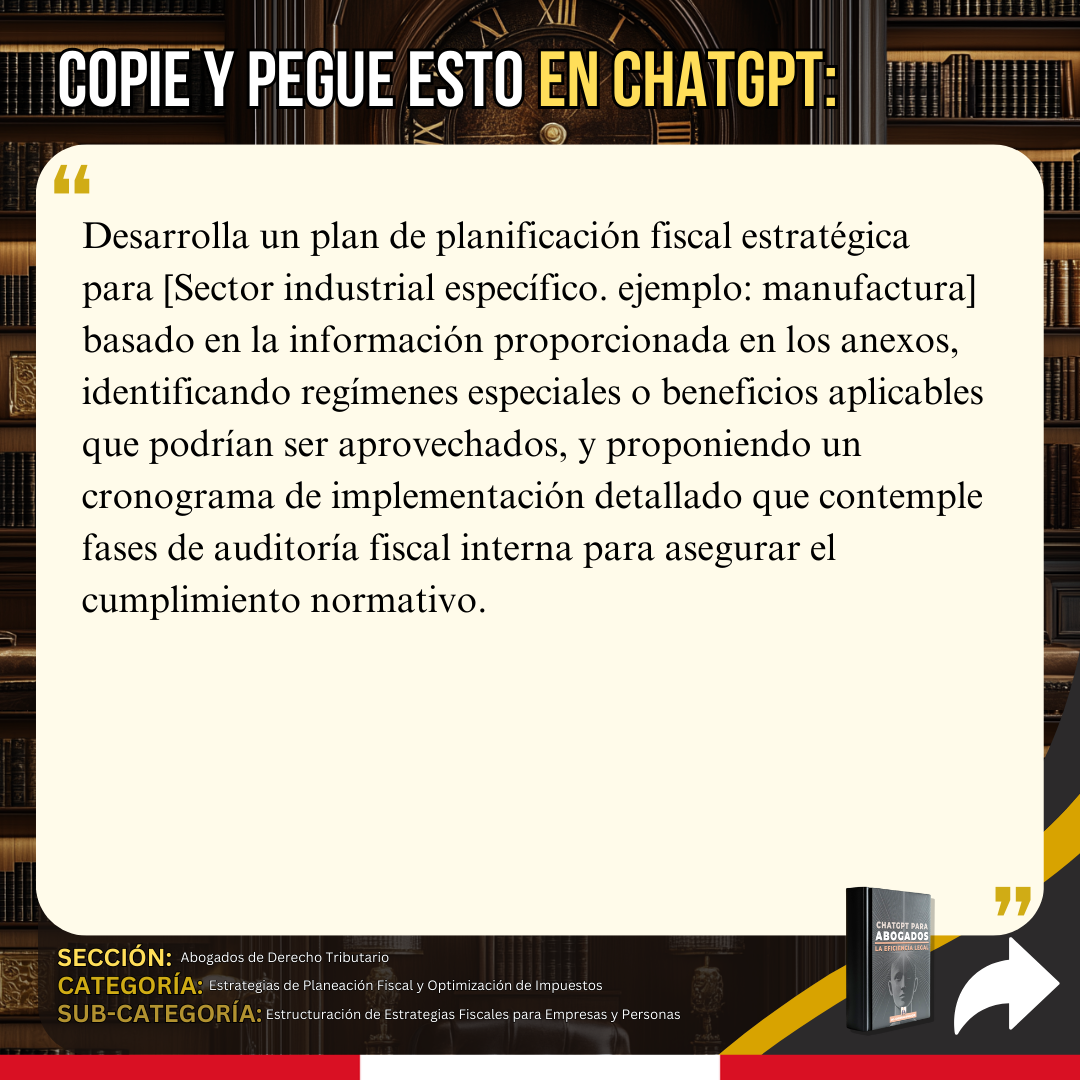 COPIE Y PEGUE ESTO EN CHATGPT:
“
Desarrolla un plan de planificación fiscal estratégica
para [Sector industrial específico. ejemplo: manufactura]
basado en la información proporcionada en los anexos,
identificando regímenes especiales o beneficios aplicables
que podrían ser aprovechados, y proponiendo un
cronograma de implementación detallado que contemple
fases de auditoría fiscal interna para asegurar el
cumplimiento normativo.
”
CHATGPT PARA
ABOGADOS
LA EFICIENCIA LEGAL
SECCIÓN: Abogados de Derecho Tributario
CATEGORÍA: Estrategias de Planeación Fiscal y Optimización de Impuestos
SUB-CATEGORÍA: Estructuración de Estrategias Fiscales para Empresas y Personas